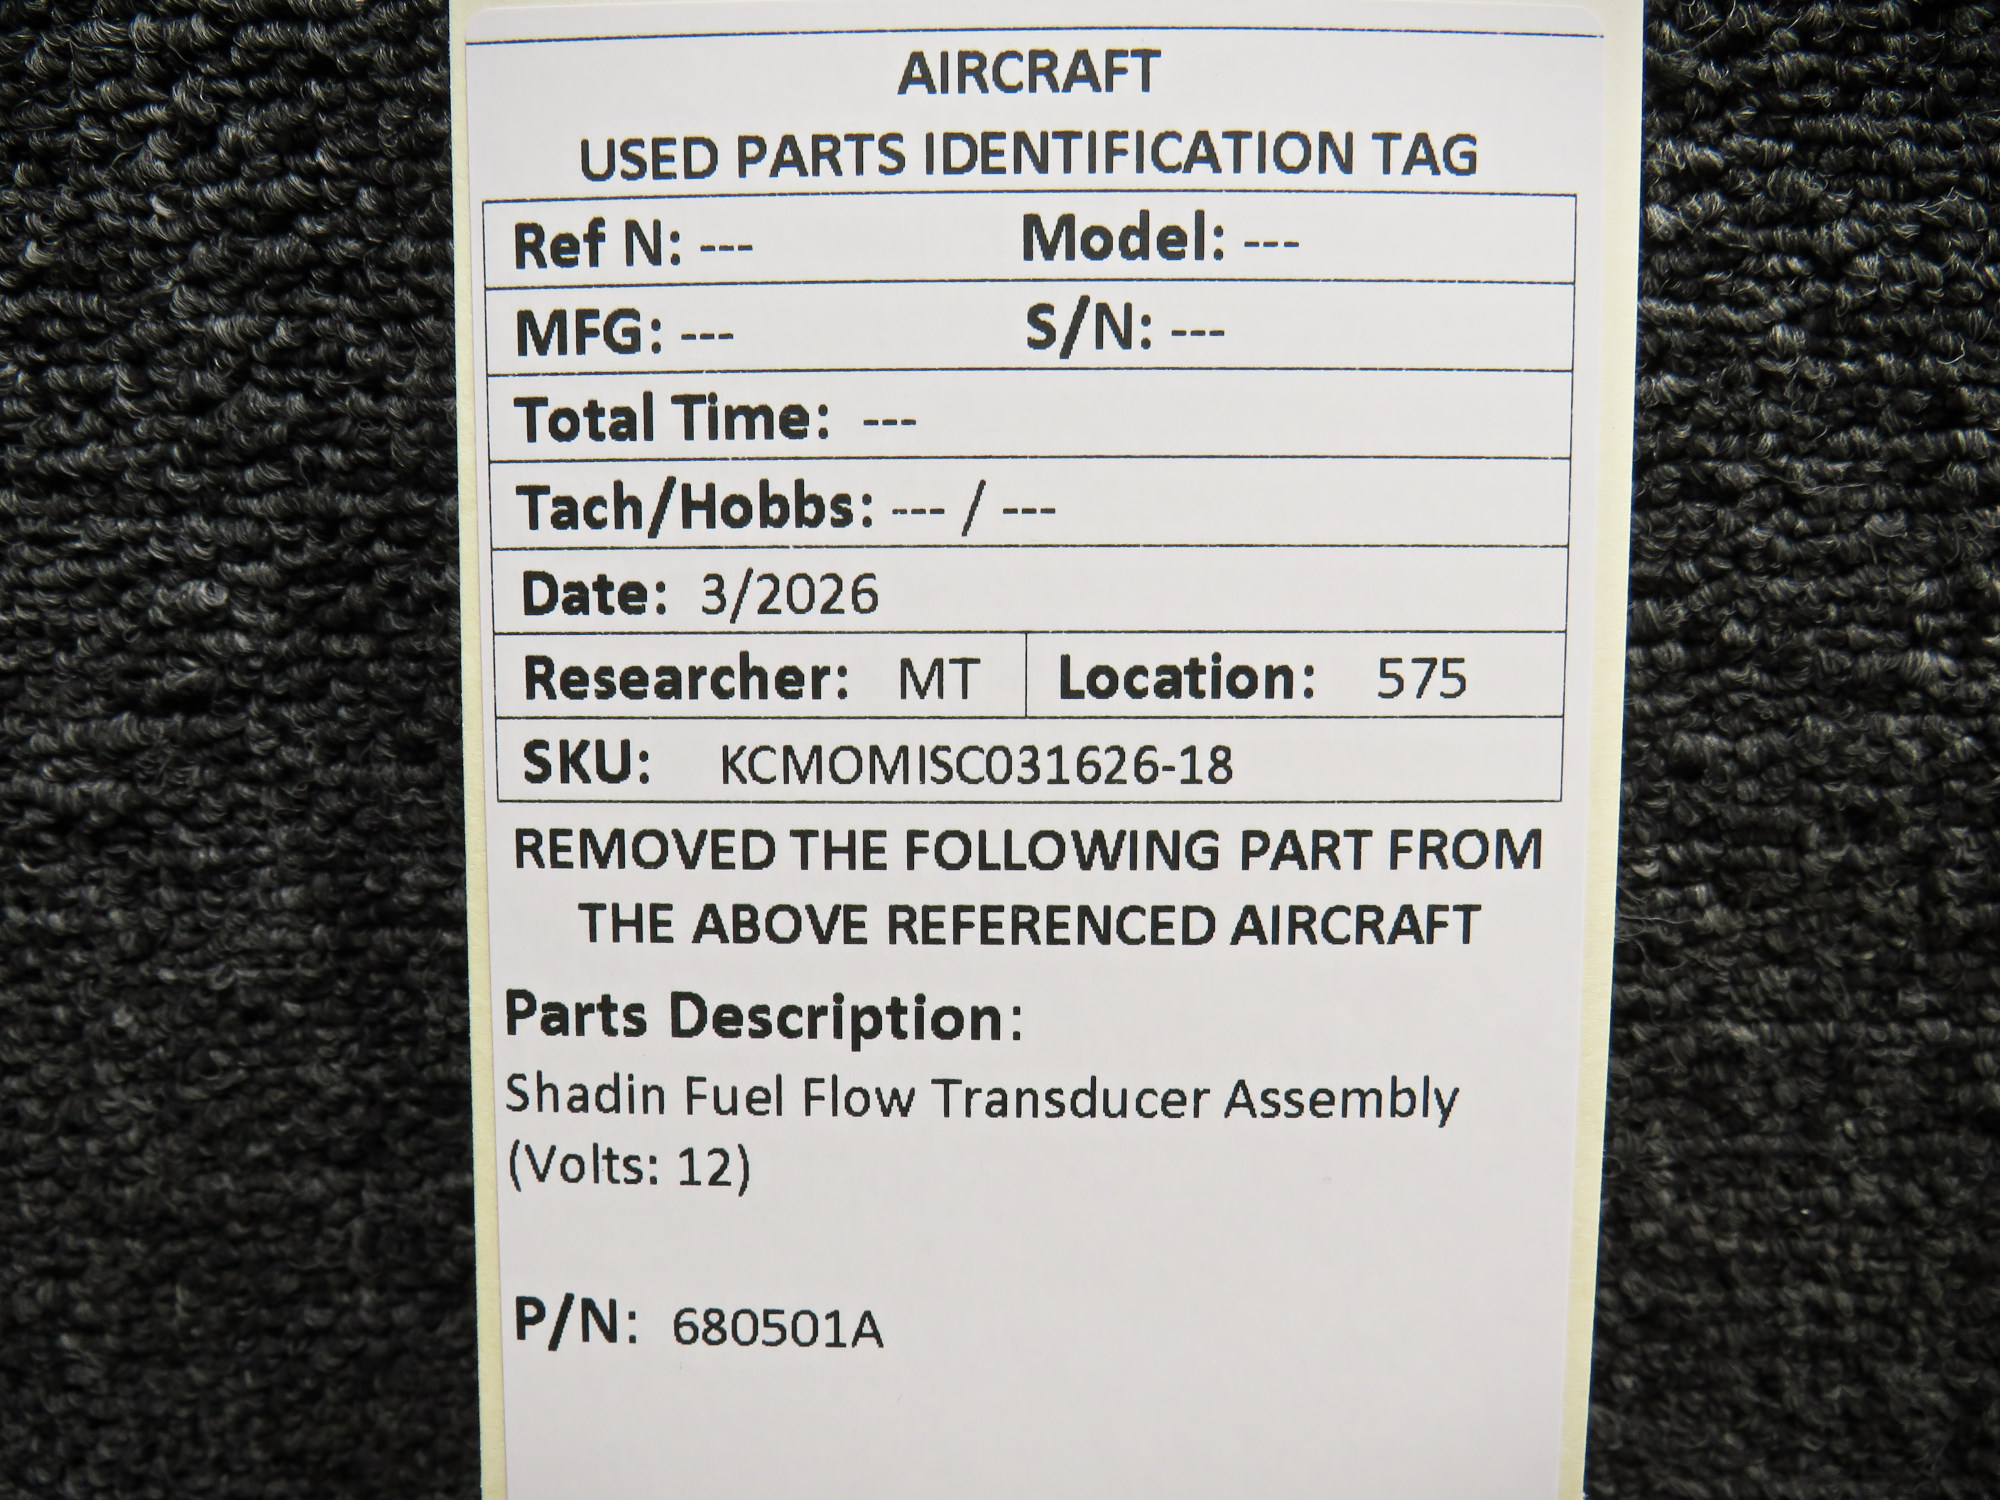 AIRCRAFT
USED PARTS IDENTIFICATION TAG
Ref N: --- Model: ---
MFG: --- S/N: ---
Total Time: ---
Tach/Hobbs: --- / ---
Date: 3/2026
Researcher: MT Location: 575
SKU: KCMOMISC031626-18
REMOVED THE FOLLOWING PART FROM
THE ABOVE REFERENCED AIRCRAFT
Parts Description:
Shadin Fuel Flow Transducer Assembly
(Volts: 12)
P/N: 680501A